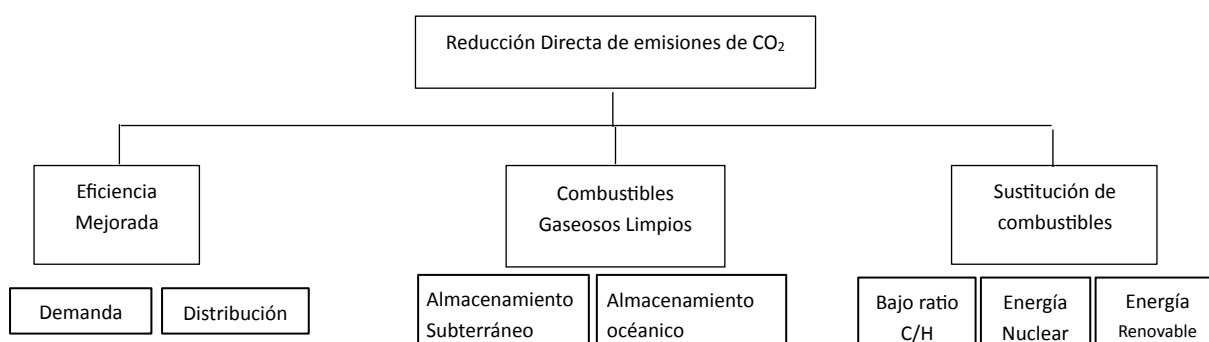 Reducción Directa de emisiones de CO₂
Eficiencia
Mejorada
Combustibles
Gaseosos Limpios
Sustitución de
combustibles
Demanda
Distribución
Almacenamiento
Subterráneo
Almacenamiento
océanico
Bajo ratio
C/H
Energía
Nuclear
Energía
Renovable